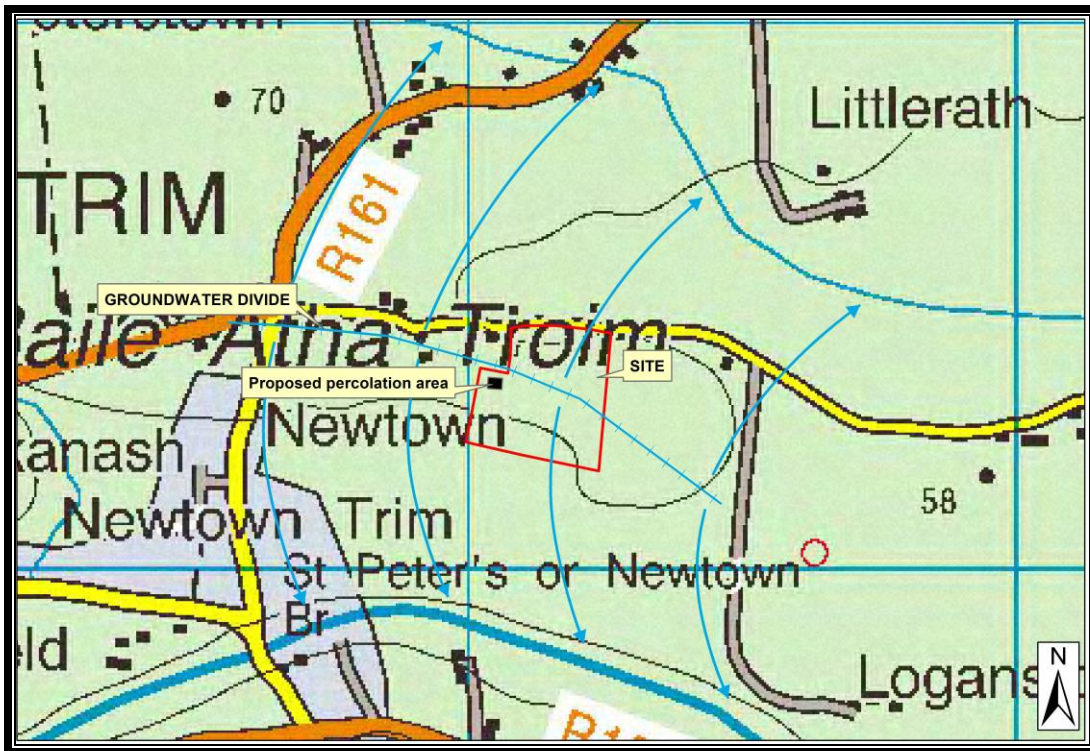 70
Littlerath
TRIM
R161
GROUNDWATER DIVIDE
Baile Átha Troim
SITE
Proposed percolation area
Newtown
kanash
58
Newtown Trim
St Peter's or Newtown
Br
eld
Logans
N